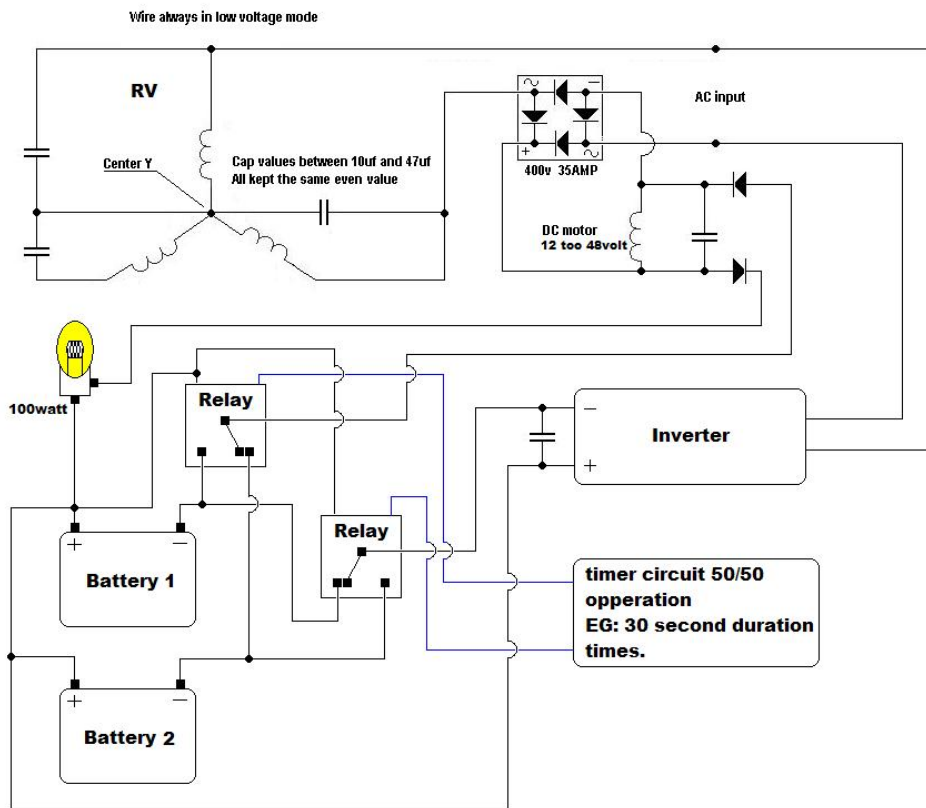 Wire always in low voltage mode
RV
AC input
Cap values between 10uf and 47uf
All kept the same even value
Center Y
400v 35AMP
DC motor
12 too 48volt
100watt
Relay
Inverter
Relay
Battery 1
timer circuit 50/50
opperation
EG: 30 second duration
times.
Battery 2